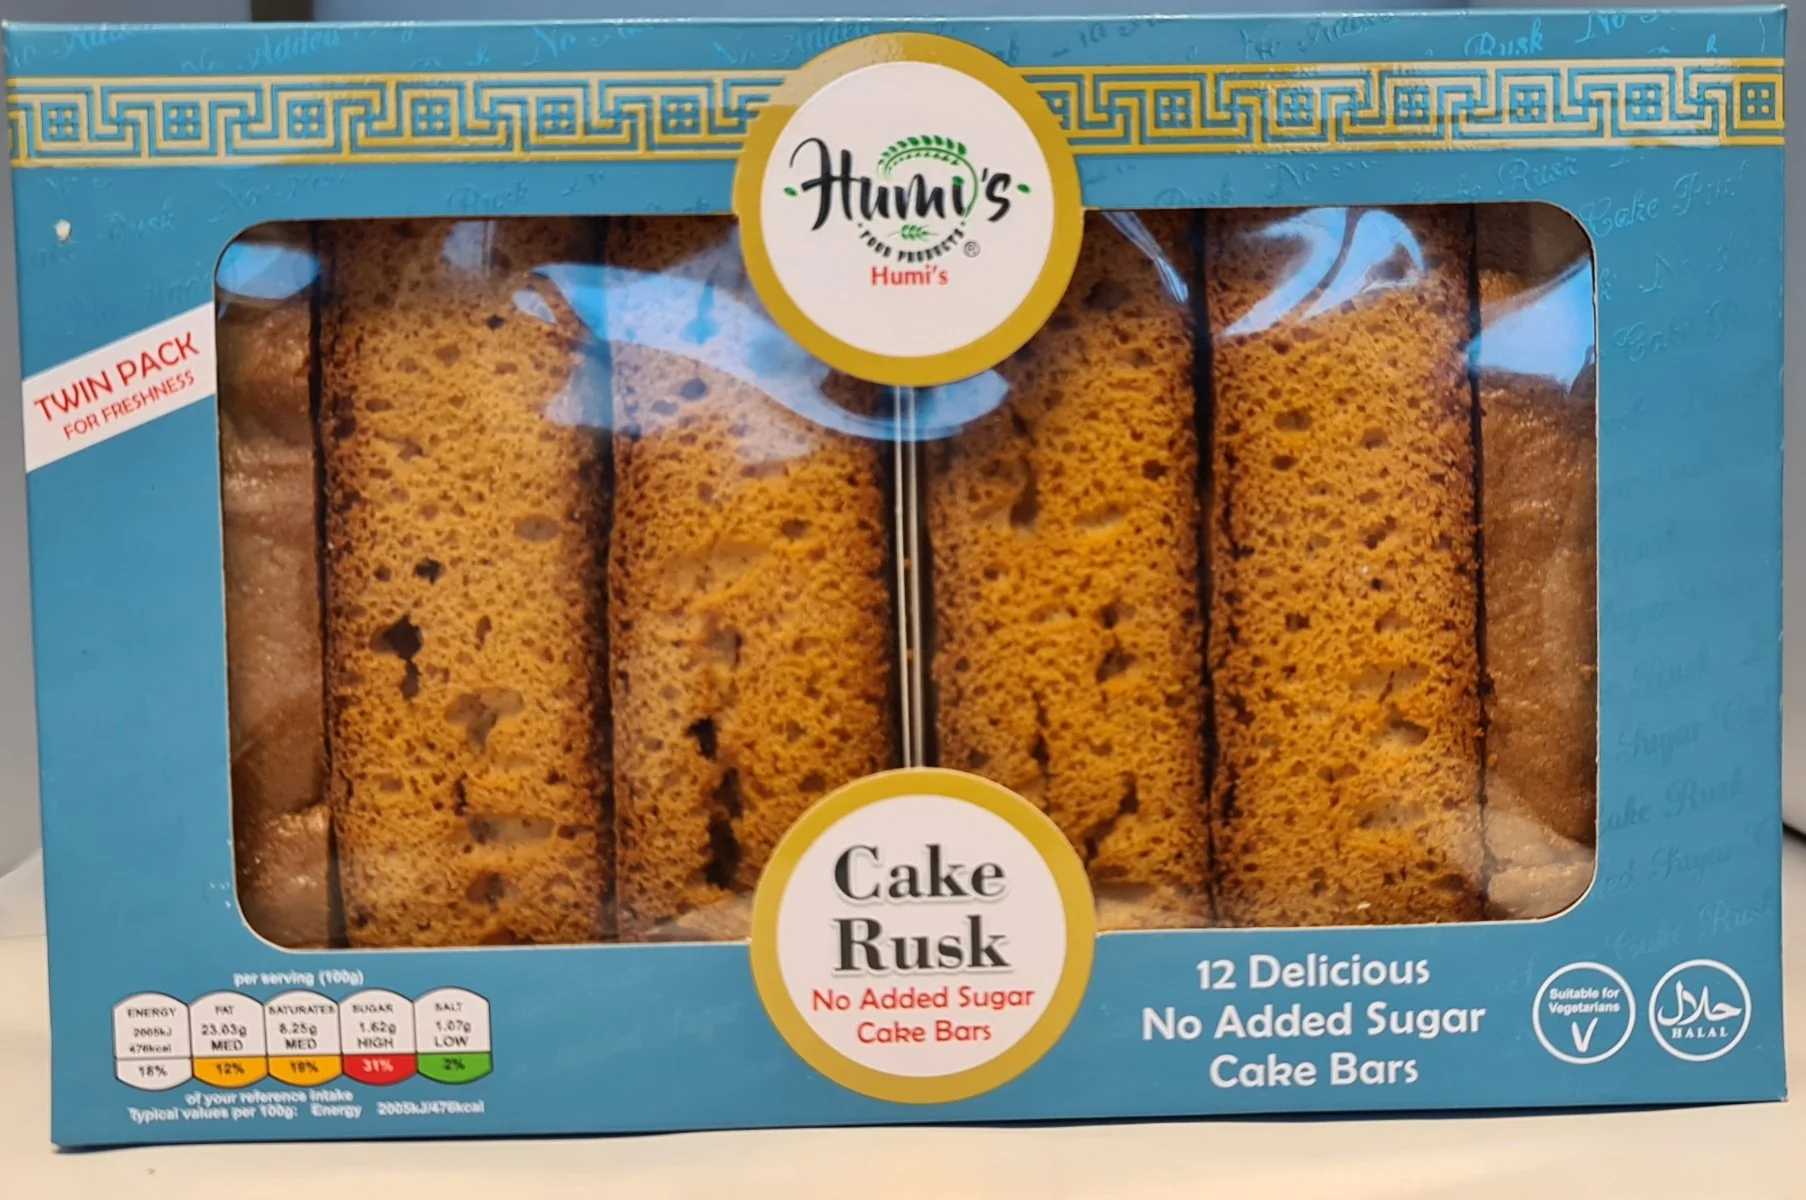 Humi's
FOOD PRODUCTS
®
Humi's
TWIN PACK
FOR FRESHNESS
Cake
Rusk
No Added Sugar
Cake Bars
12 Delicious
No Added Sugar
Cake Bars
Suitable for
Vegetarians
V
حلال
HALAL
per serving (100g)
ENERGY FAT SATURATES SUGAR SALT
2005kJ 23.03g 8.25g 1.62g 1.07g
476kcal MED MED HIGH LOW
18% 12% 18% 31% 2%
of your reference intake
Typical values per 100g: Energy 2005kJ/476kcal